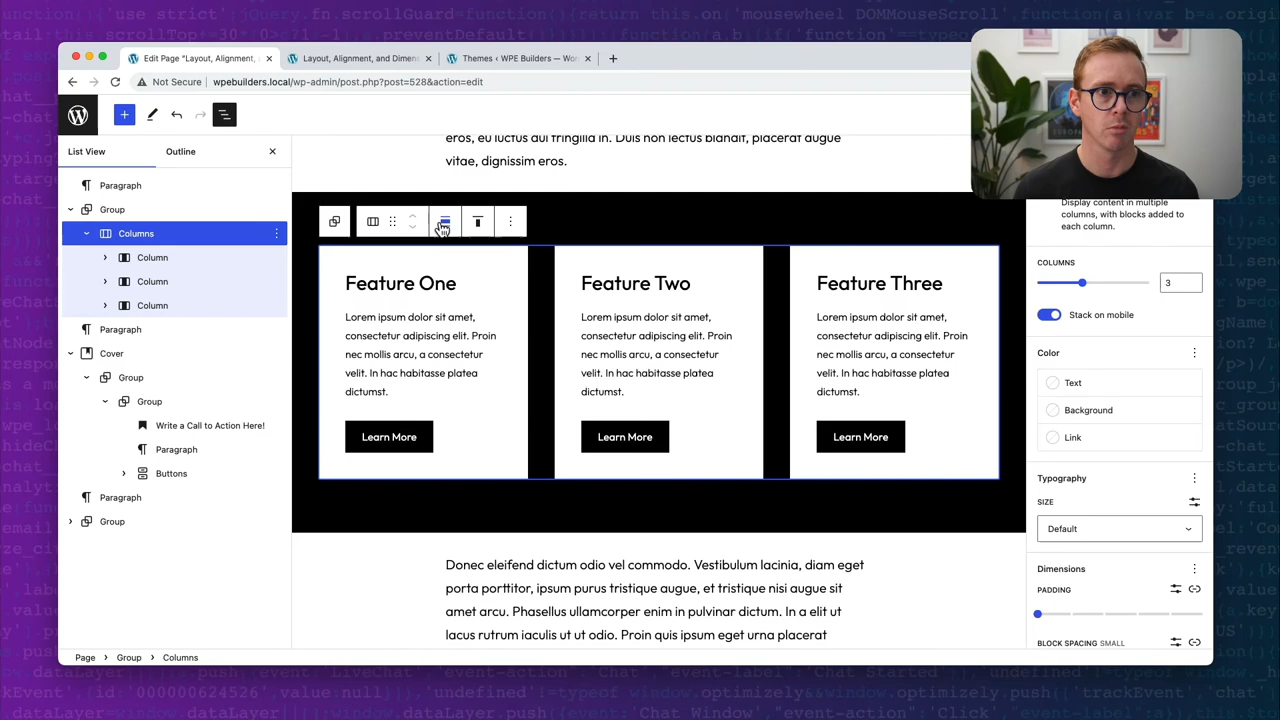 Edit Page "Layout, Alignment,
Layout, Alignment, and Dimens
Themes ‹ WPE Builders — Wor
Not Secure
wpebuilders.local/wp-admin/post.php?post=528&action=edit
List View
Outline
Paragraph
Group
Columns
Column
Column
Column
Paragraph
Cover
Group
Group
Write a Call to Action Here!
Paragraph
Buttons
Paragraph
Group
eros, eu luctus dui fringilla in. Duis non lectus blandit, placerat augue
vitae, dignissim eros.
Feature One
Lorem ipsum dolor sit amet,
consectetur adipiscing elit. Proin
nec mollis arcu, a consectetur
velit. In hac habitasse platea
dictumst.
Learn More
Feature Two
Lorem ipsum dolor sit amet,
consectetur adipiscing elit. Proin
nec mollis arcu, a consectetur
velit. In hac habitasse platea
dictumst.
Learn More
Feature Three
Lorem ipsum dolor sit amet,
consectetur adipiscing elit. Proin
nec mollis arcu, a consectetur
velit. In hac habitasse platea
dictumst.
Learn More
Donec eleifend dictum odio vel commodo. Vestibulum lacinia, diam eget
porta porttitor, ipsum purus tristique augue, et tristique nisi augue sit
amet arcu. Phasellus ullamcorper enim in pulvinar dictum. In a elit ut
lacus rutrum iaculis ut ut odio. Proin quis ipsum eget urna placerat
Display content in multiple
columns, with blocks added to
each column.
COLUMNS
3
Stack on mobile
Color
Text
Background
Link
Typography
SIZE
Default
Dimensions
PADDING
BLOCK SPACING SMALL
Page › Group › Columns